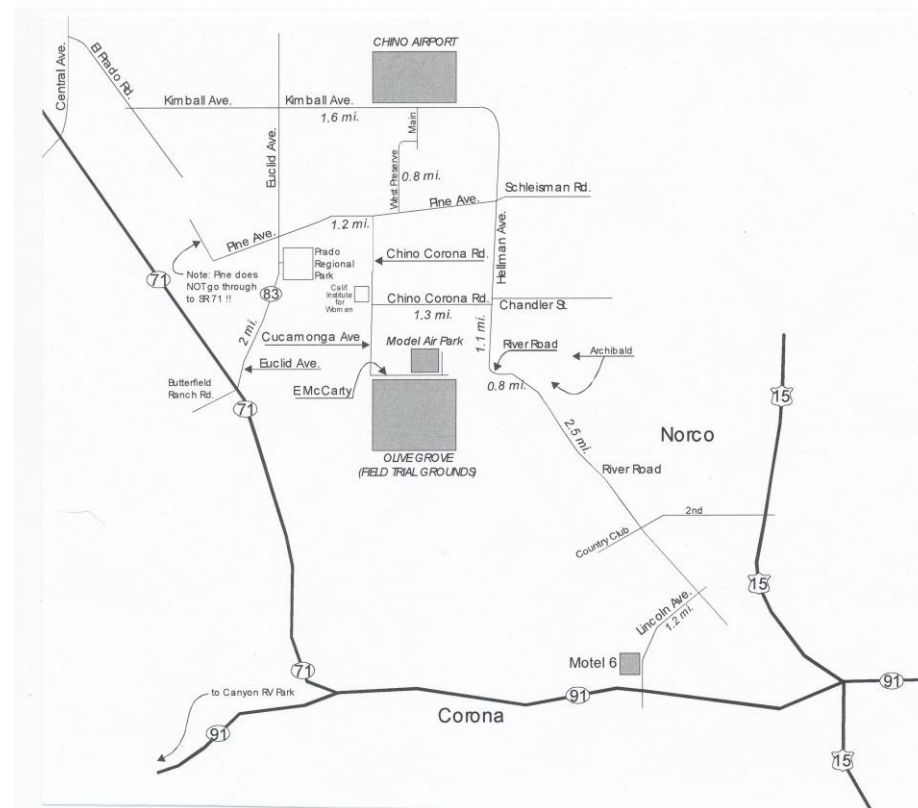 CHINO AIRPORT
Central Ave.
El Prado Rd.
Kimball Ave.
Kimball Ave.
1.6 mi.
Main
Euclid Ave.
West Preserve
0.8 mi.
Schleisman Rd.
Pine Ave.
1.2 mi.
Pine Ave.
Hellman Ave.
Prado
Regional
Park
Chino Corona Rd.
Note: Pine does
NOT go through
to SR 71 !!
71
83
Calif
Institute
for
Women
Chino Corona Rd.
1.3 mi.
Chandler St.
2 mi.
Cucamonga Ave
Model Air Park
1.1 mi.
River Road
Archibald
Euclid Ave.
Butterfield
Ranch Rd.
E McCarty
0.8 mi.
71
15
2.5 mi.
Norco
OLIVE GROVE
(FIELD TRIAL GROUNDS)
River Road
2nd
Country Club
15
Lincoln Ave.
1.2 mi.
Motel 6
71
to Canyon RV Park
91
91
Corona
91
15